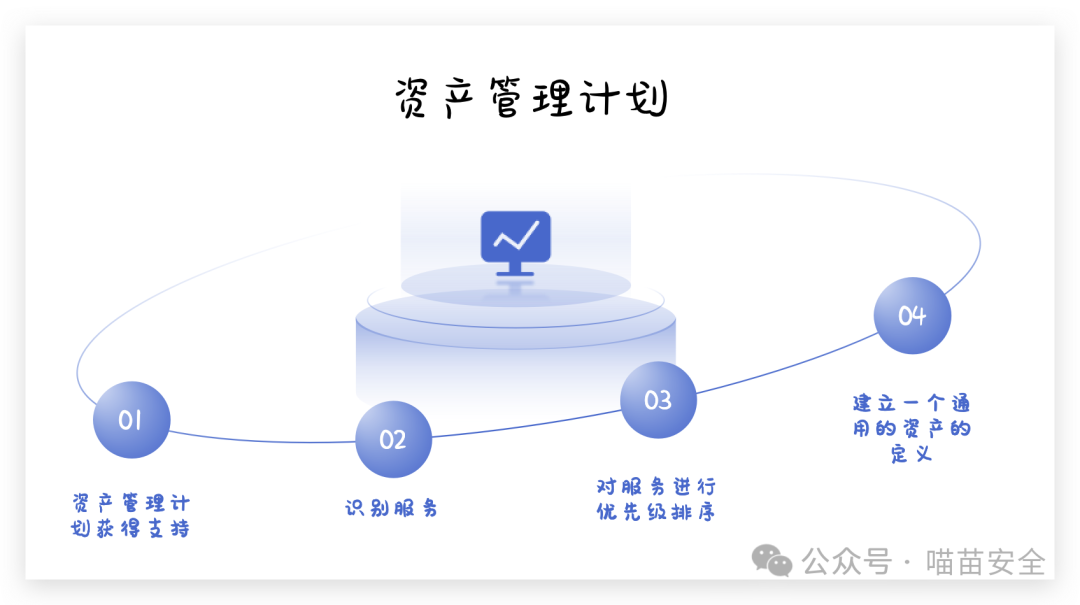 资产管理计划
01
资产管理计
划获得支持
02
识别服务
03
对服务进行
优先级排序
04
建立一个通
用的资产的
定义
公众号 · 喵苗安全